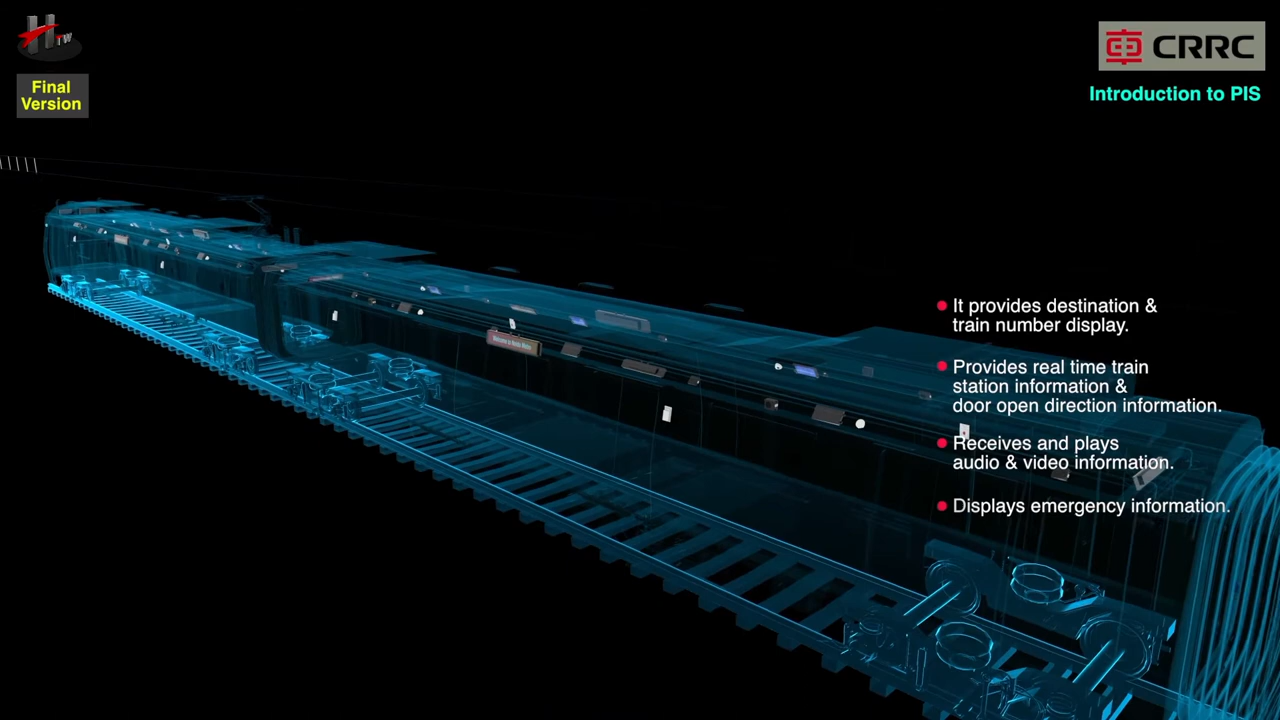 HTW
Final
Version
CRRC
Introduction to PIS
It provides destination &
train number display.
Provides real time train
station information &
door open direction information.
Receives and plays
audio & video information.
Displays emergency information.